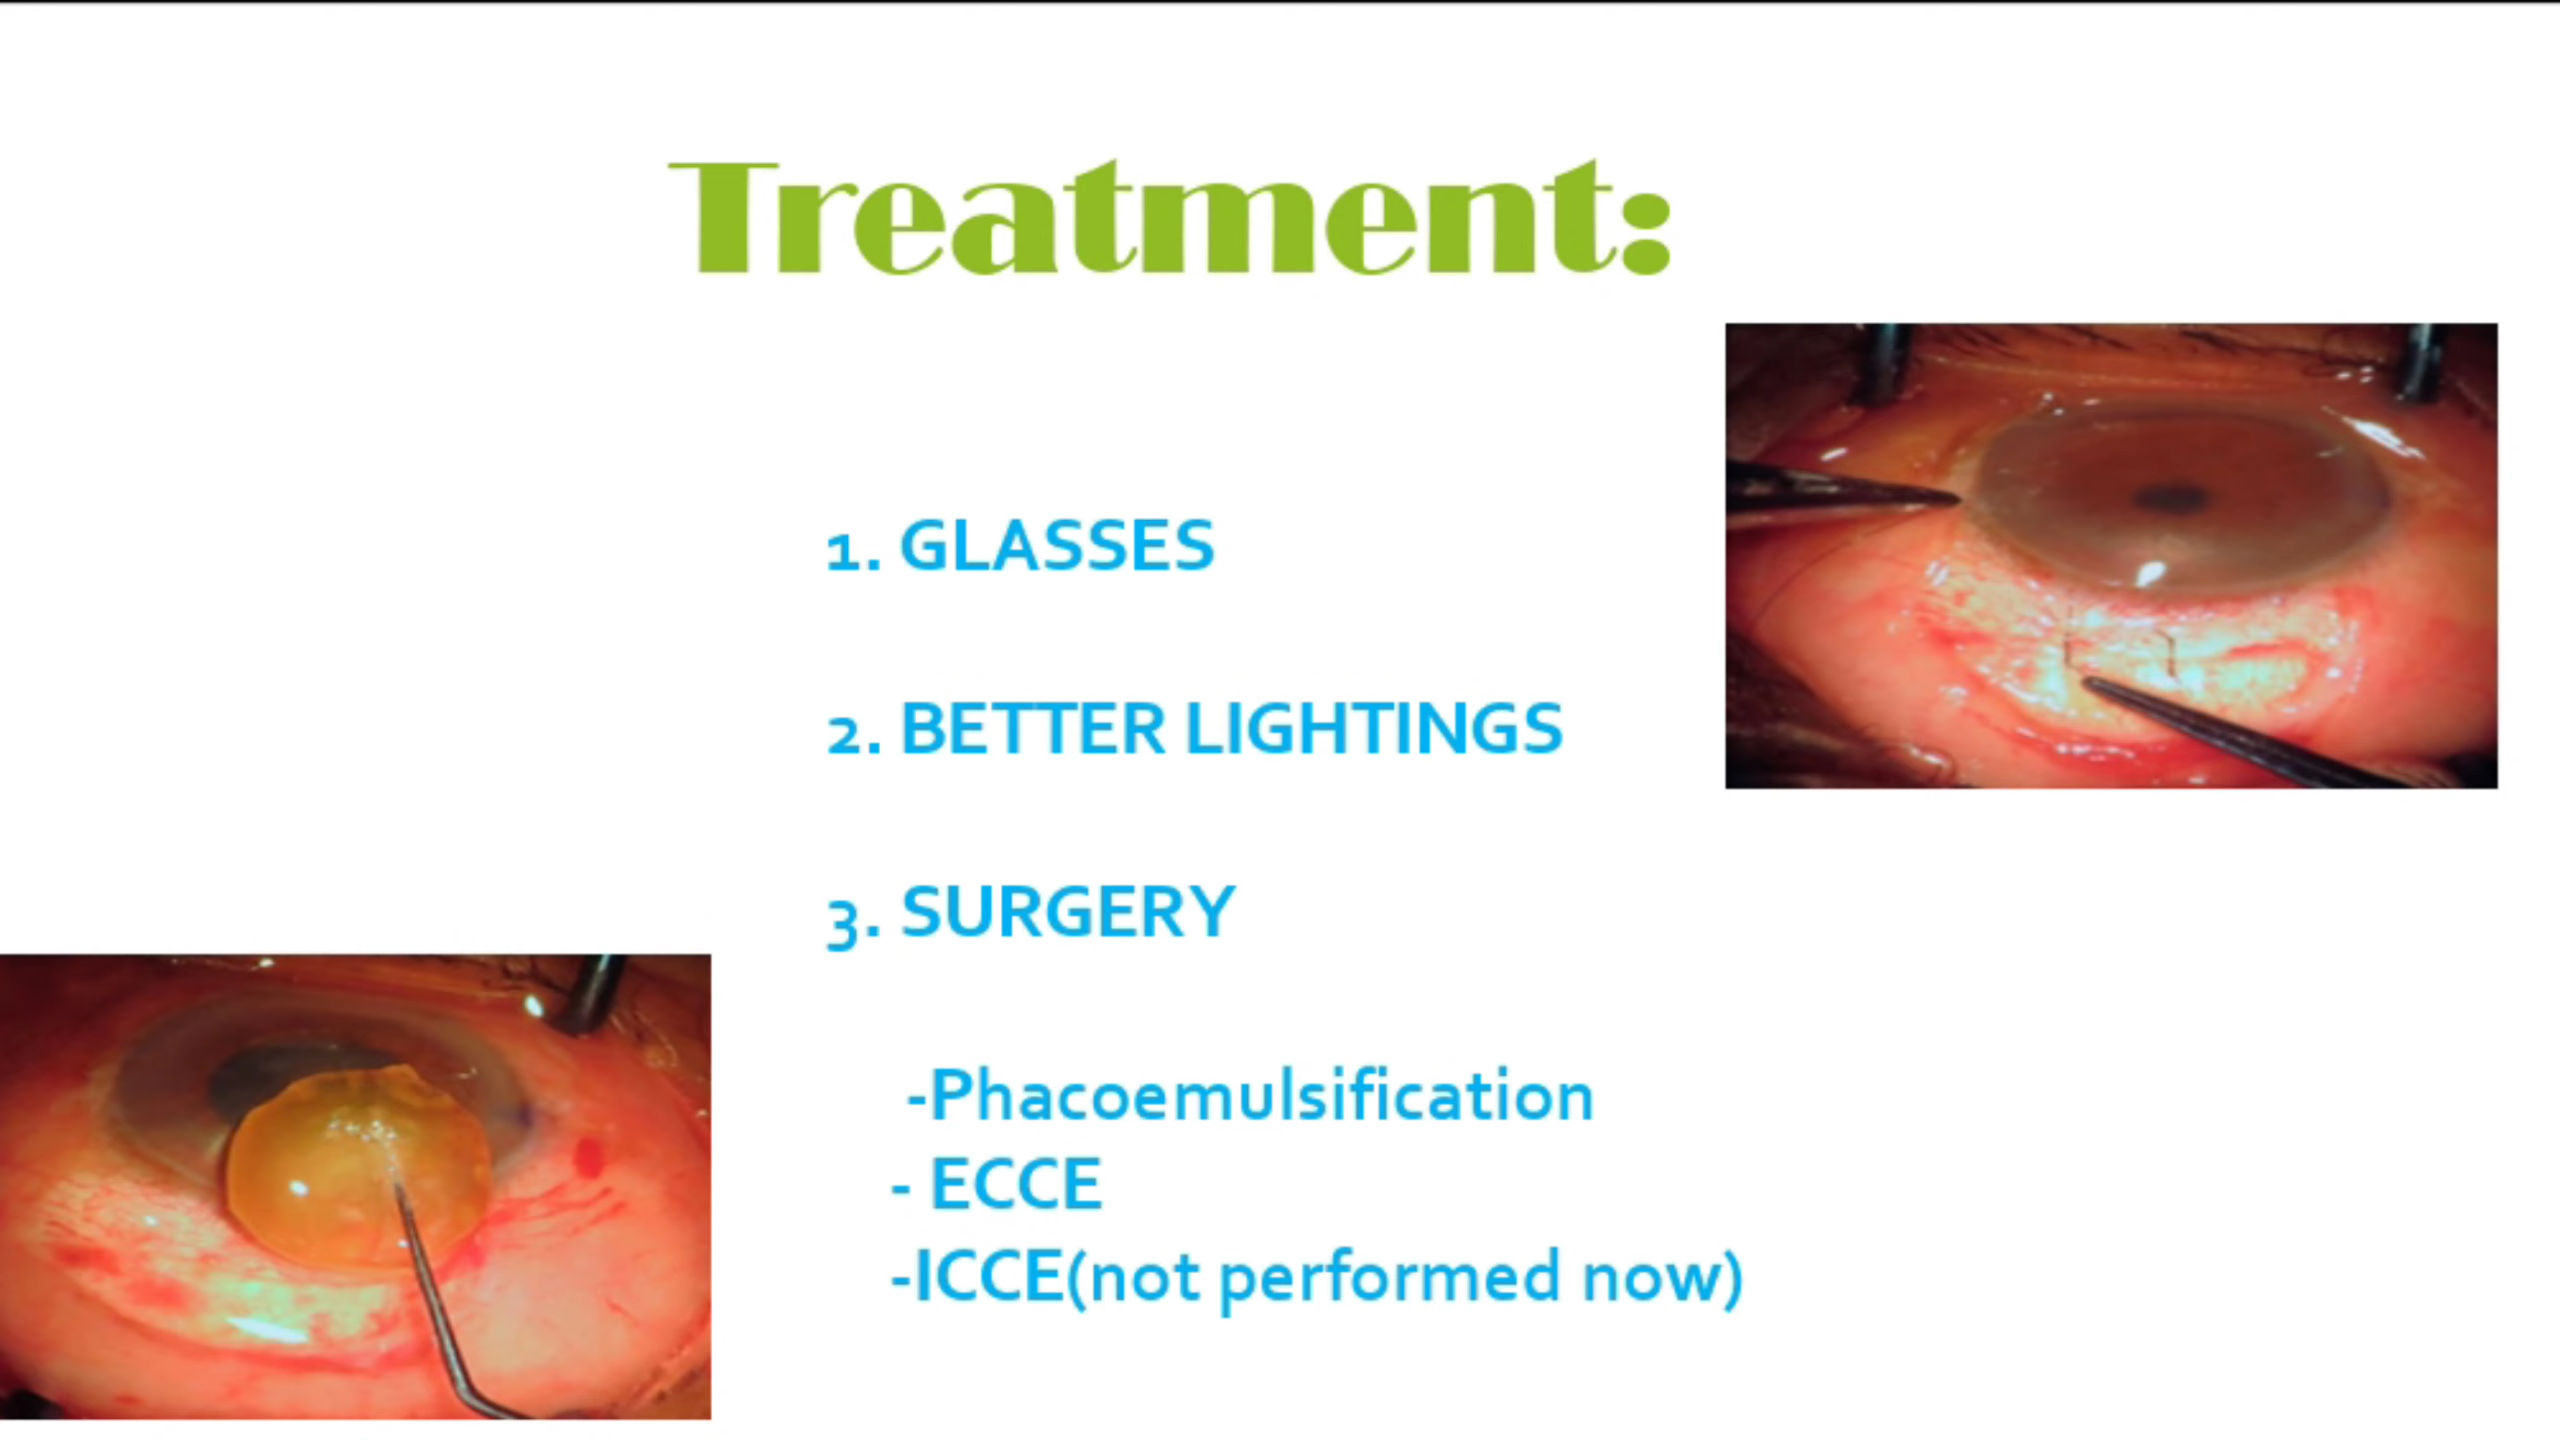 Treatment:
1. GLASSES
2. BETTER LIGHTINGS
3. SURGERY
-Phacoemulsification
- ECCE
-ICCE(not performed now)